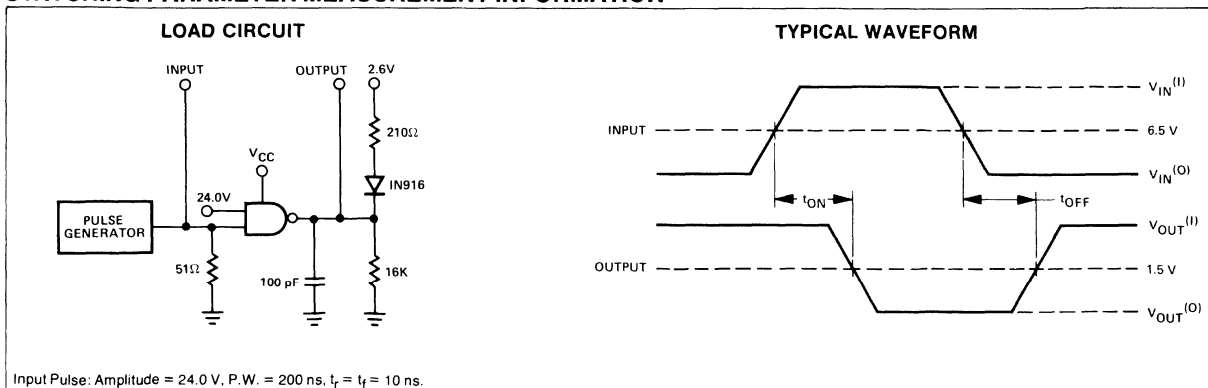 SWITCHING PARAMETER MEASUREMENT INFORMATION
LOAD CIRCUIT
INPUT
OUTPUT
2.6V
210Ω
VCC
IN916
24.0V
PULSE
GENERATOR
51Ω
100 pF
16K
Input Pulse: Amplitude = 24.0 V, P.W. = 200 ns, tr = tf = 10 ns.
TYPICAL WAVEFORM
VIN(I)
INPUT
6.5 V
VIN(O)
tON
tOFF
VOUT(I)
OUTPUT
1.5 V
VOUT(O)